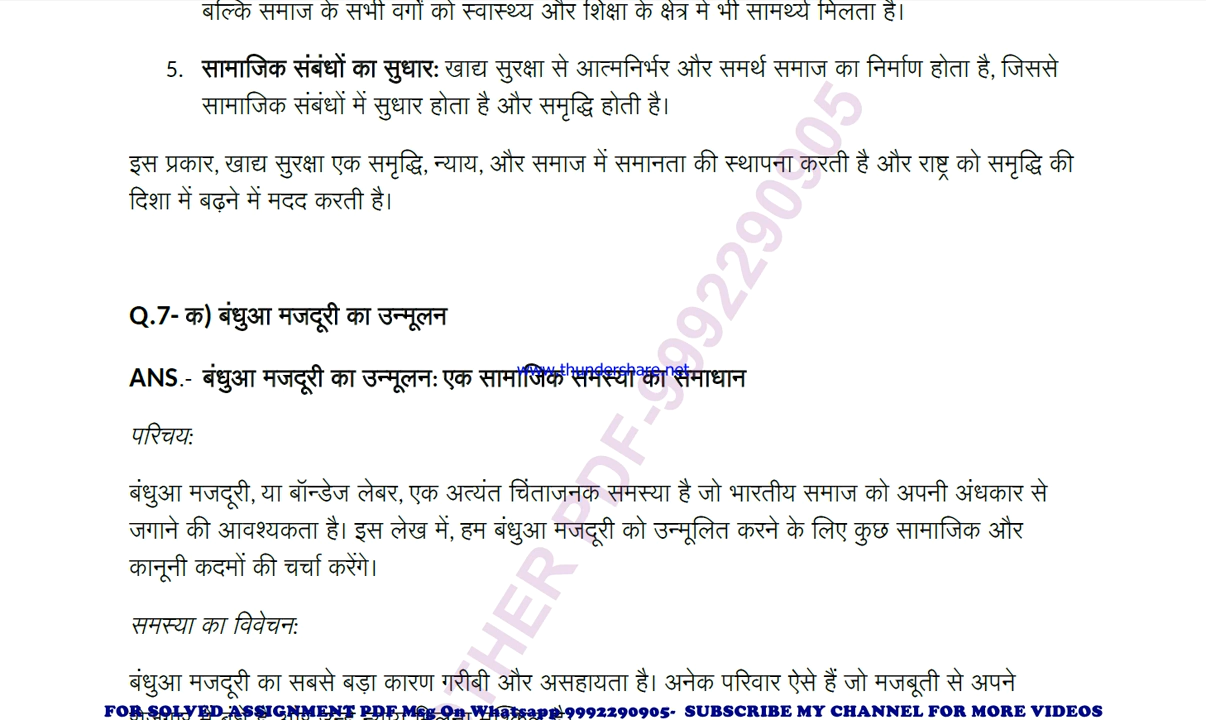 बल्कि समाज के सभी वर्गों को स्वास्थ्य और शिक्षा के क्षेत्र में भी सामर्थ्य मिलता है।
5. सामाजिक संबंधों का सुधार: खाद्य सुरक्षा से आत्मनिर्भर और समर्थ समाज का निर्माण होता है, जिससे
सामाजिक संबंधों में सुधार होता है और समृद्धि होती है।
इस प्रकार, खाद्य सुरक्षा एक समृद्धि, न्याय, और समाज में समानता की स्थापना करती है और राष्ट्र को समृद्धि की
दिशा में बढ़ने में मदद करती है।
Q.7- क) बंधुआ मजदूरी का उन्मूलन
ANS.- बंधुआ मजदूरी का उन्मूलन: एक सामाजिक समस्या का समाधान
www.thundershare.net
परिचय:
बंधुआ मजदूरी, या बॉन्डेज लेबर, एक अत्यंत चिंताजनक समस्या है जो भारतीय समाज को अपनी अंधकार से
जगाने की आवश्यकता है। इस लेख में, हम बंधुआ मजदूरी को उन्मूलित करने के लिए कुछ सामाजिक और
कानूनी कदमों की चर्चा करेंगे।
समस्या का विवेचन:
बंधुआ मजदूरी का सबसे बड़ा कारण गरीबी और असहायता है। अनेक परिवार ऐसे हैं जो मजबूती से अपने
FOR SOLVED ASSIGNMENT PDF Msg On Whatsapp 9992290905- SUBSCRIBE MY CHANNEL FOR MORE VIDEOS
THER PDF-9992290905